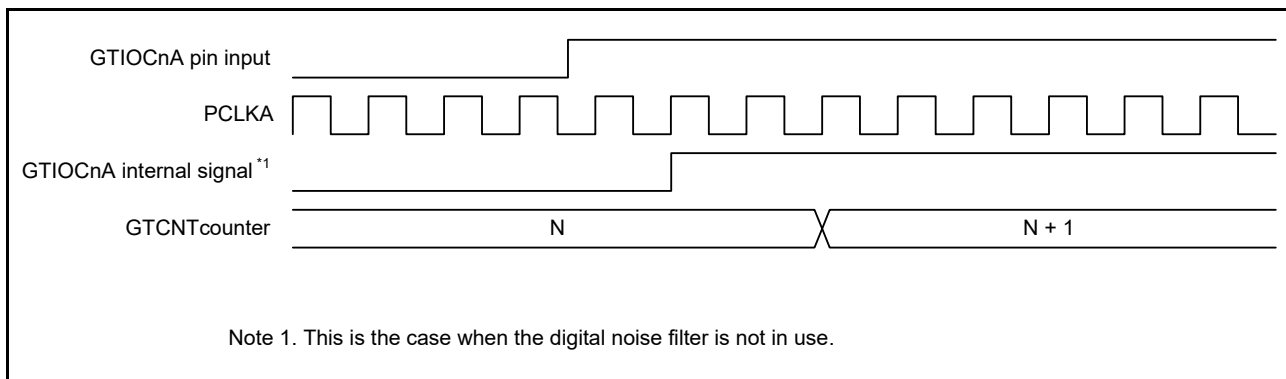 GTIOCnA pin input
PCLKA
GTIOCnA internal signal *1
GTCNTcounter
N
N + 1
Note 1. This is the case when the digital noise filter is not in use.